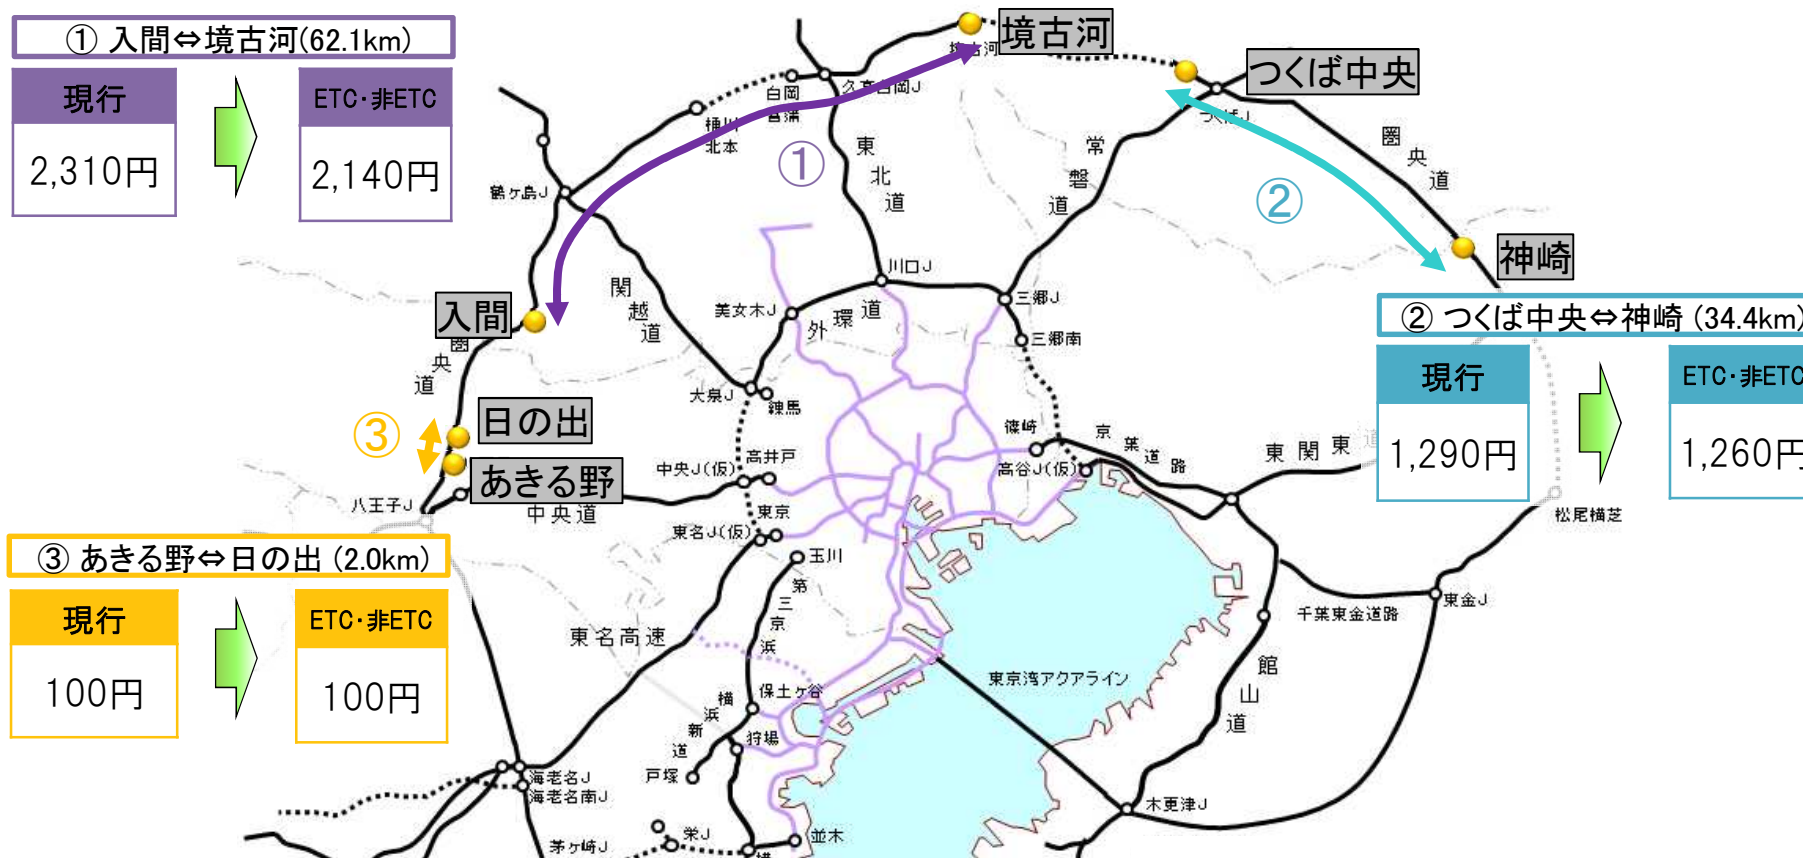 ① 入間⇔境古河(62.1km)
現行
ETC・非ETC
2,310円
2,140円
境古河
境古河
つくば中央
つくばJ
白岡
菖蒲
久喜白岡J
桶川
北本
①
東北道
常磐道
圏央道
②
鶴ヶ島J
神崎
川口J
関越道
入間
美女木J
外環道
三郷J
三郷南
② つくば中央⇔神崎 (34.4km)
現行
ETC・非ETC
1,290円
1,260円
圏央道
大泉J
練馬
③
日の出
あきる野
篠崎
京葉道路
東関東道
高谷J(仮)
中央J(仮)
高井戸
八王子J
中央道
東京
東名J(仮)
松尾横芝
③ あきる野⇔日の出 (2.0km)
現行
ETC・非ETC
100円
100円
玉川
第三京浜
東名高速
千葉東金道路
東金J
東京湾アクアライン
館山道
保土ヶ谷
横浜新道
狩場
戸塚
海老名J
海老名南J
木更津J
栄J
並木
茅ヶ崎J